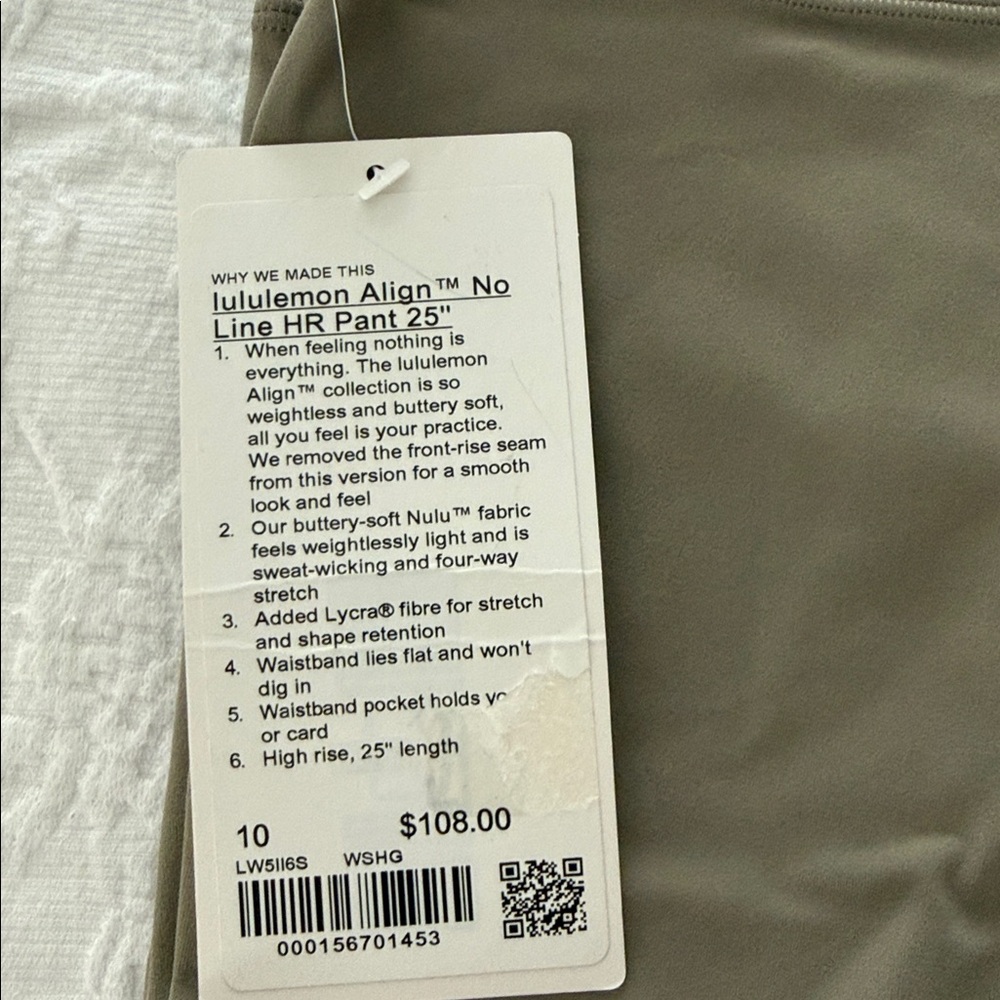 WHY WE MADE THIS
lululemon Align™ No
Line HR Pant 25"
1. When feeling nothing is
everything. The lululemon
Align™ collection is so
weightless and buttery soft,
all you feel is your practice.
We removed the front-rise seam
from this version for a smooth
look and feel
2. Our buttery-soft Nulu™ fabric
feels weightlessly light and is
sweat-wicking and four-way
stretch
3. Added Lycra® fibre for stretch
and shape retention
4. Waistband lies flat and won't
dig in
5. Waistband pocket holds
or card
6. High rise, 25" length
10 $108.00
LW5II6S WSHG
000156701453